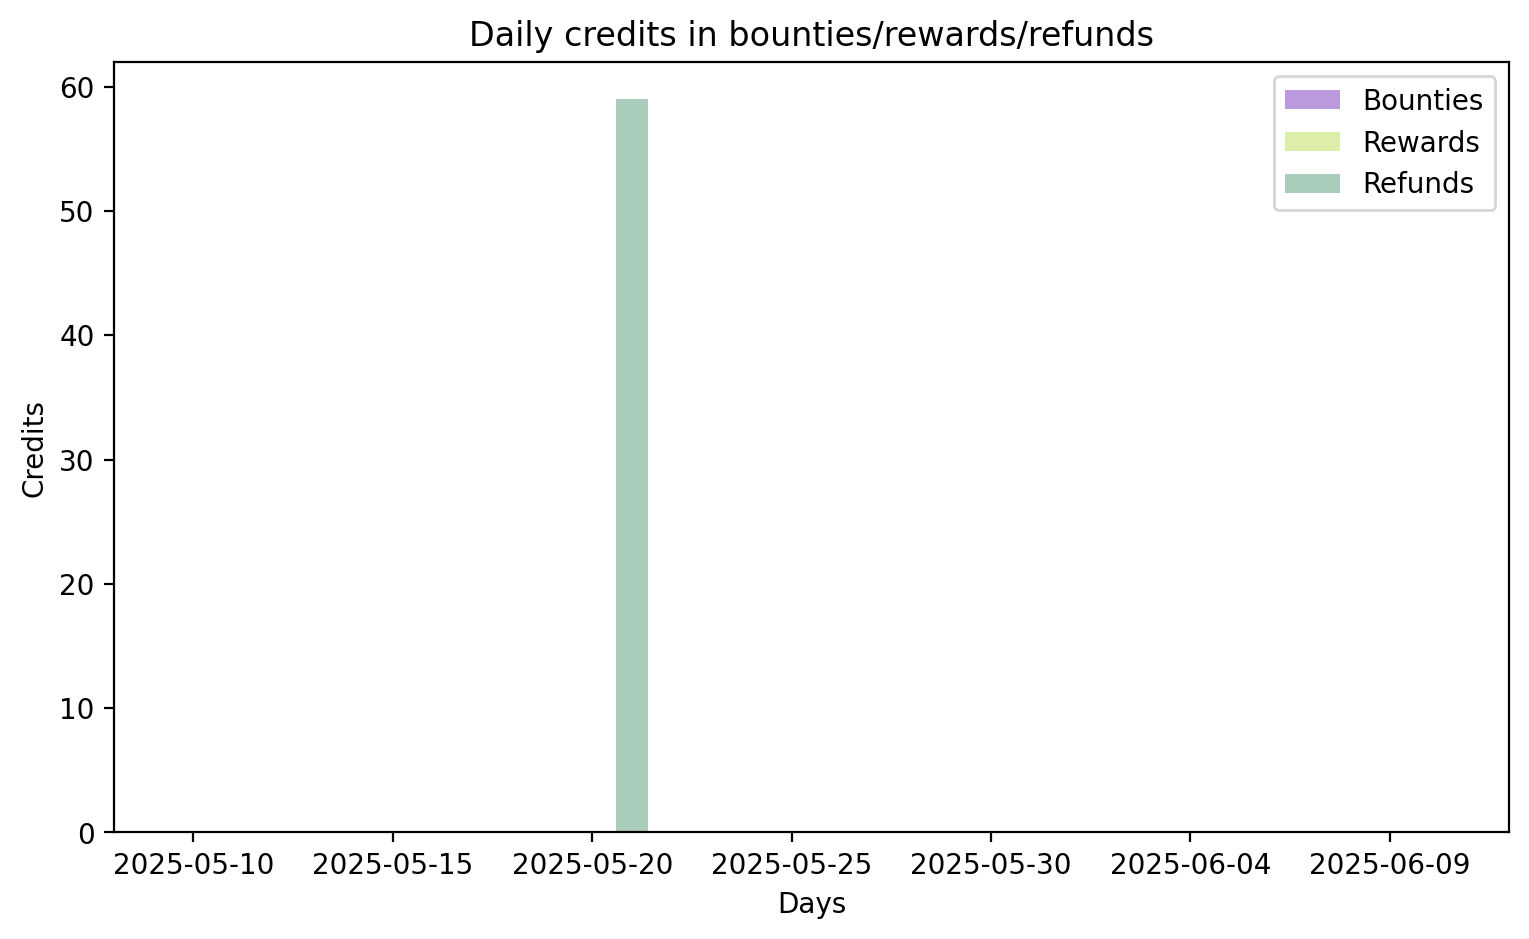 Daily credits in bounties/rewards/refunds
60
50
40
30
20
10
0
Credits
Bounties
Rewards
Refunds
2025-05-10 2025-05-15 2025-05-20 2025-05-25 2025-05-30 2025-06-04 2025-06-09
Days